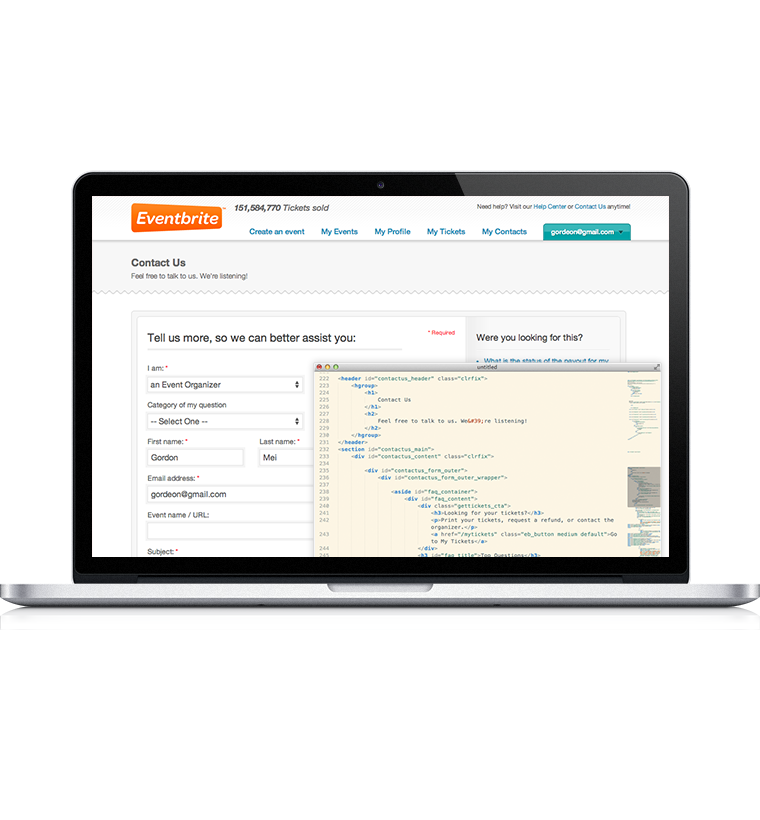 Eventbrite
151,584,770 Tickets sold
Need help? Visit our Help Center or Contact Us anytime!
Create an event My Events My Profile My Tickets My Contacts gordeon@gmail.com
Contact Us
Feel free to talk to us. We're listening!
Tell us more, so we can better assist you:
* Required
Were you looking for this?
What is the status of the payout for my
I am: *
an Event Organizer
Category of my question
-- Select One --
First name: * Last name: *
Gordon Mei
Email address: *
gordeon@gmail.com
Event name / URL:
Subject: *
untitled
222 <header id="contactus_header" class="clrfix">
223 <hgroup>
224 <h1>
225 Contact Us
226 </h1>
227 <h2>
228 Feel free to talk to us. We&#39;re listening!
229 </h2>
230 </hgroup>
231 </header>
232 <section id="contactus_main">
233 <div id="contactus_content" class="clrfix">
234
235 <div id="contactus_form_outer">
236 <div id="contactus_form_outer_wrapper">
237
238 <aside id="faq_container">
239 <div id="faq_content">
240 <div class="gettickets_cta">
241 <h3>Looking for your tickets?</h3>
242 <p>Print your tickets, request a refund, or contact the
organizer.</p>
243 <a href="/mytickets" class="eb_button medium default">Go
to My Tickets</a>
244 </div>
245 <h3 id="faq_title">Top Questions</h3>